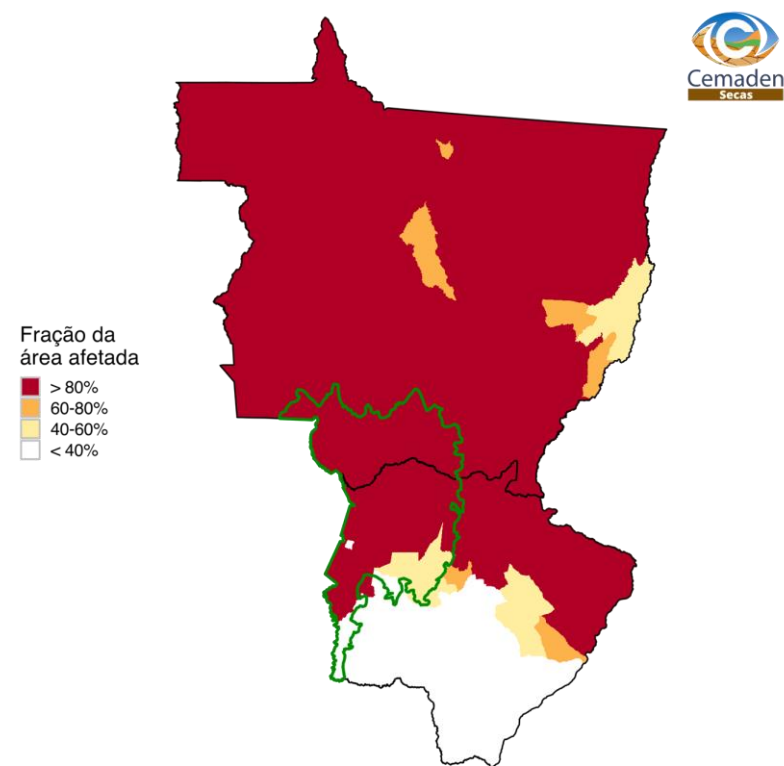 Cemaden
Secas
Fração da
área afetada
> 80%
60-80%
40-60%
< 40%